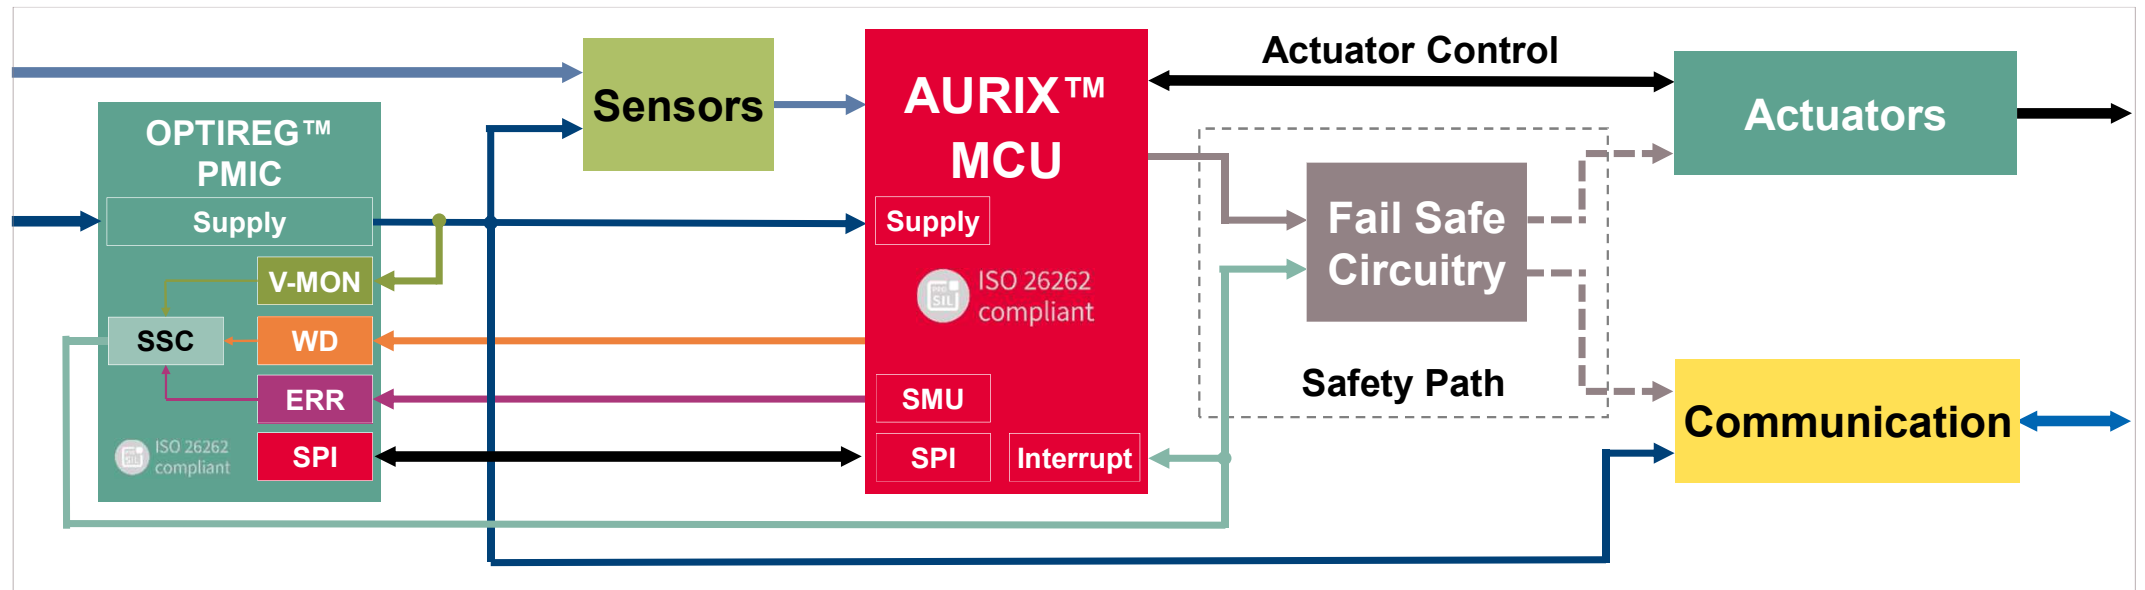 Actuator Control
Sensors
AURIX™
MCU
Actuators
OPTIREG™
PMIC
Supply
Supply
Fail Safe
Circuitry
V-MON
ISO 26262
compliant
SSC
WD
ERR
SMU
Safety Path
Communication
ISO 26262
compliant
SPI
SPI
Interrupt